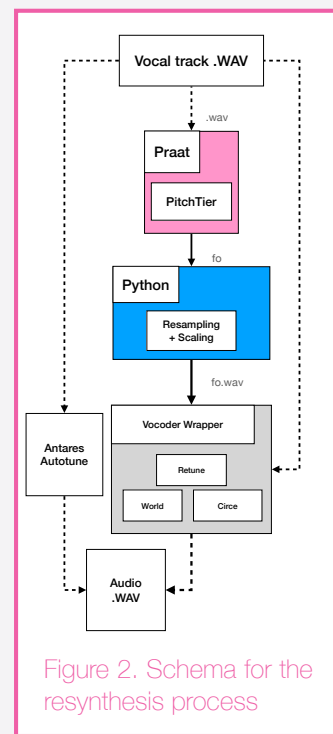 Vocal track .WAV
.wav
Praat
PitchTier
fo
Python
Resampling
+ Scaling
fo.wav
Vocoder Wrapper
Antares
Autotune
Retune
World
Circe
Audio
.WAV
Figure 2. Schema for the
resynthesis process